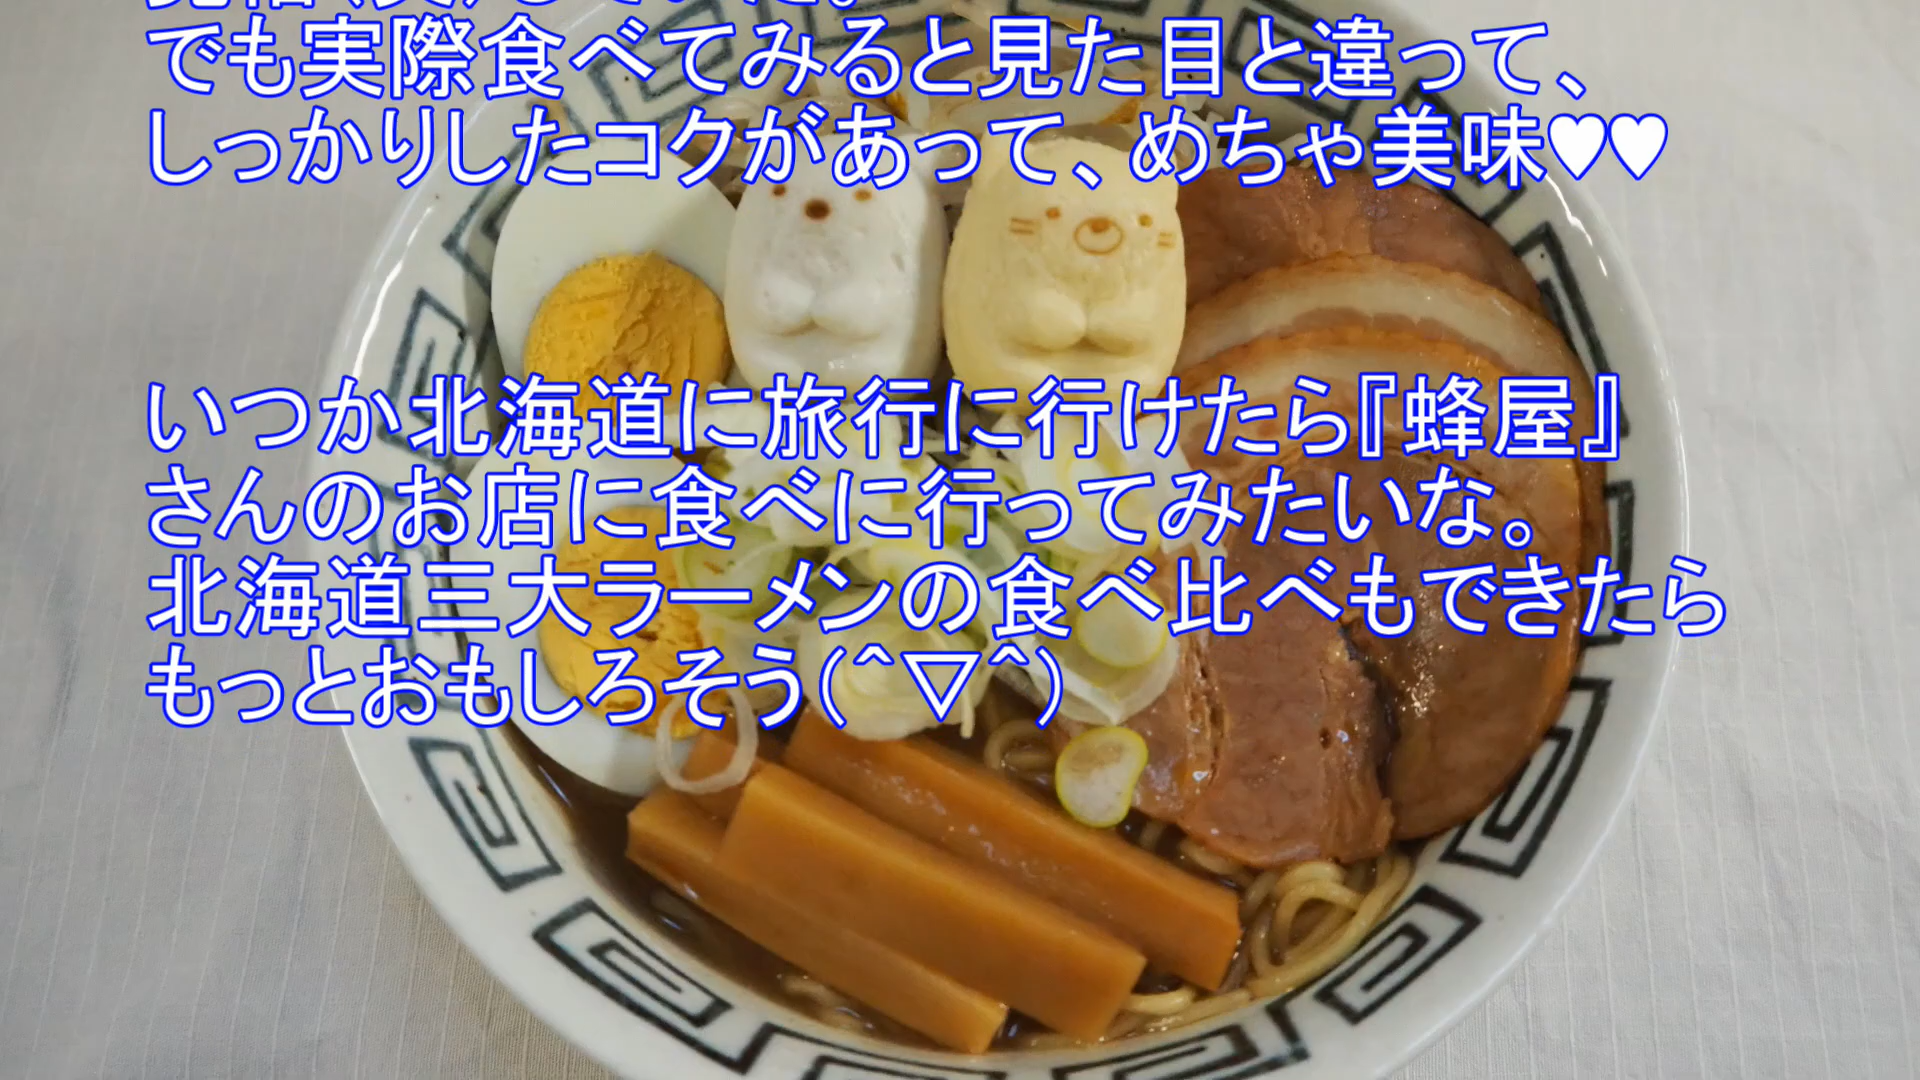 でも実際食べてみると見た目と違って、
しっかりしたコクがあって、めちゃ美味♥♥
いつか北海道に旅行に行けたら『蜂屋』
さんのお店に食べに行ってみたいな。
北海道三大ラーメンの食べ比べもできたら
もっとおもしろそう(^▽^)